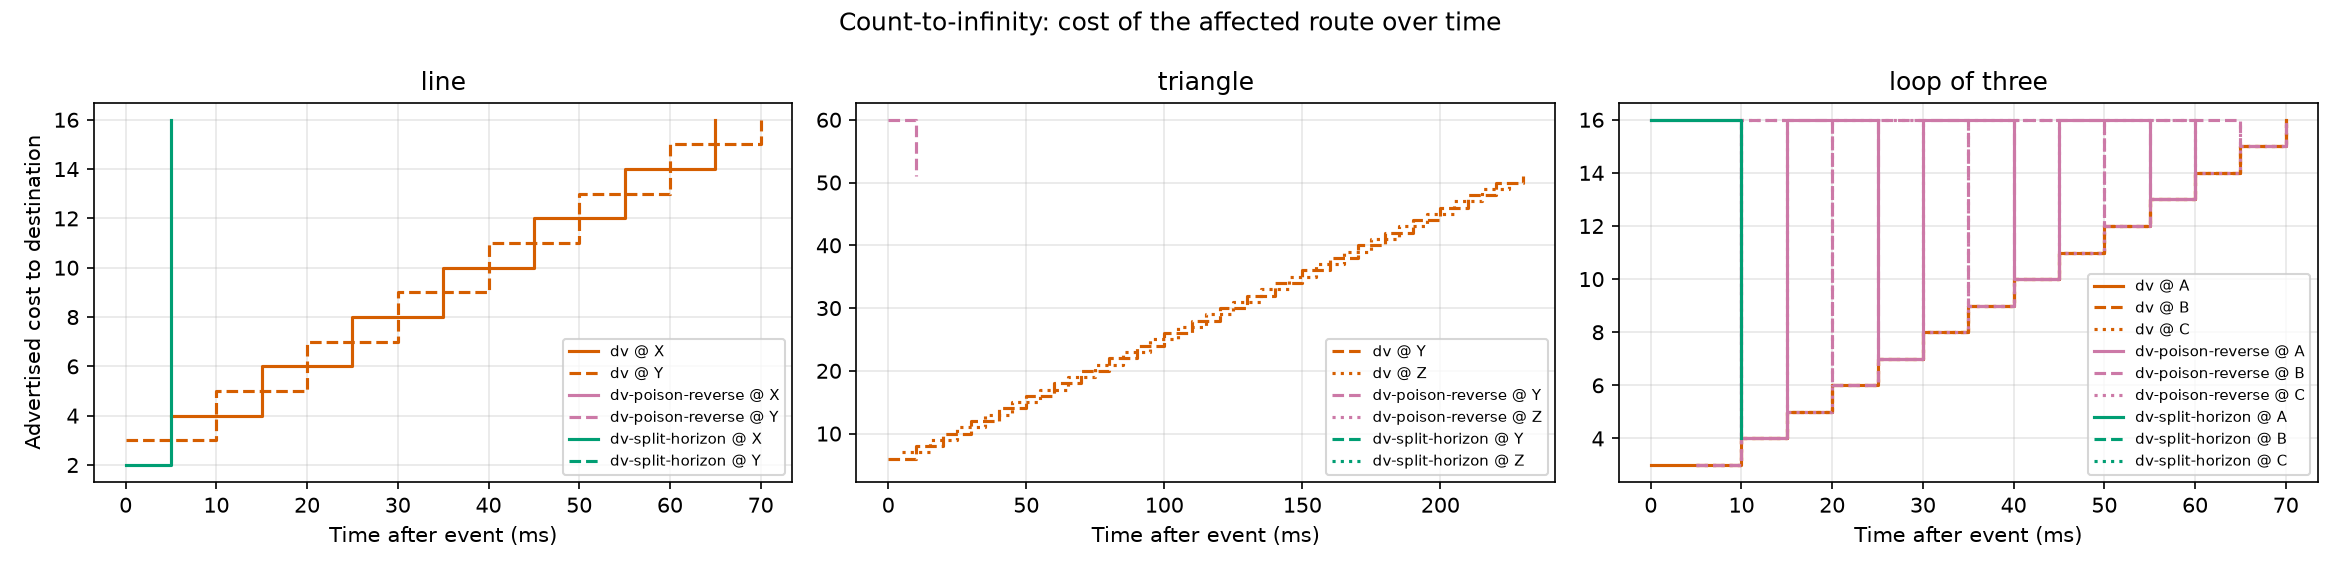 Count-to-infinity: cost of the affected route over time
line
Advertised cost to destination
16
14
12
10
8
6
4
2
0
10
20
30
40
50
60
70
Time after event (ms)
dv @ X
dv @ Y
dv-poison-reverse @ X
dv-poison-reverse @ Y
dv-split-horizon @ X
dv-split-horizon @ Y
triangle
60
50
40
30
20
10
0
50
100
150
200
Time after event (ms)
dv @ Y
dv @ Z
dv-poison-reverse @ Y
dv-poison-reverse @ Z
dv-split-horizon @ Y
dv-split-horizon @ Z
loop of three
16
14
12
10
8
6
4
0
10
20
30
40
50
60
70
Time after event (ms)
dv @ A
dv @ B
dv @ C
dv-poison-reverse @ A
dv-poison-reverse @ B
dv-poison-reverse @ C
dv-split-horizon @ A
dv-split-horizon @ B
dv-split-horizon @ C